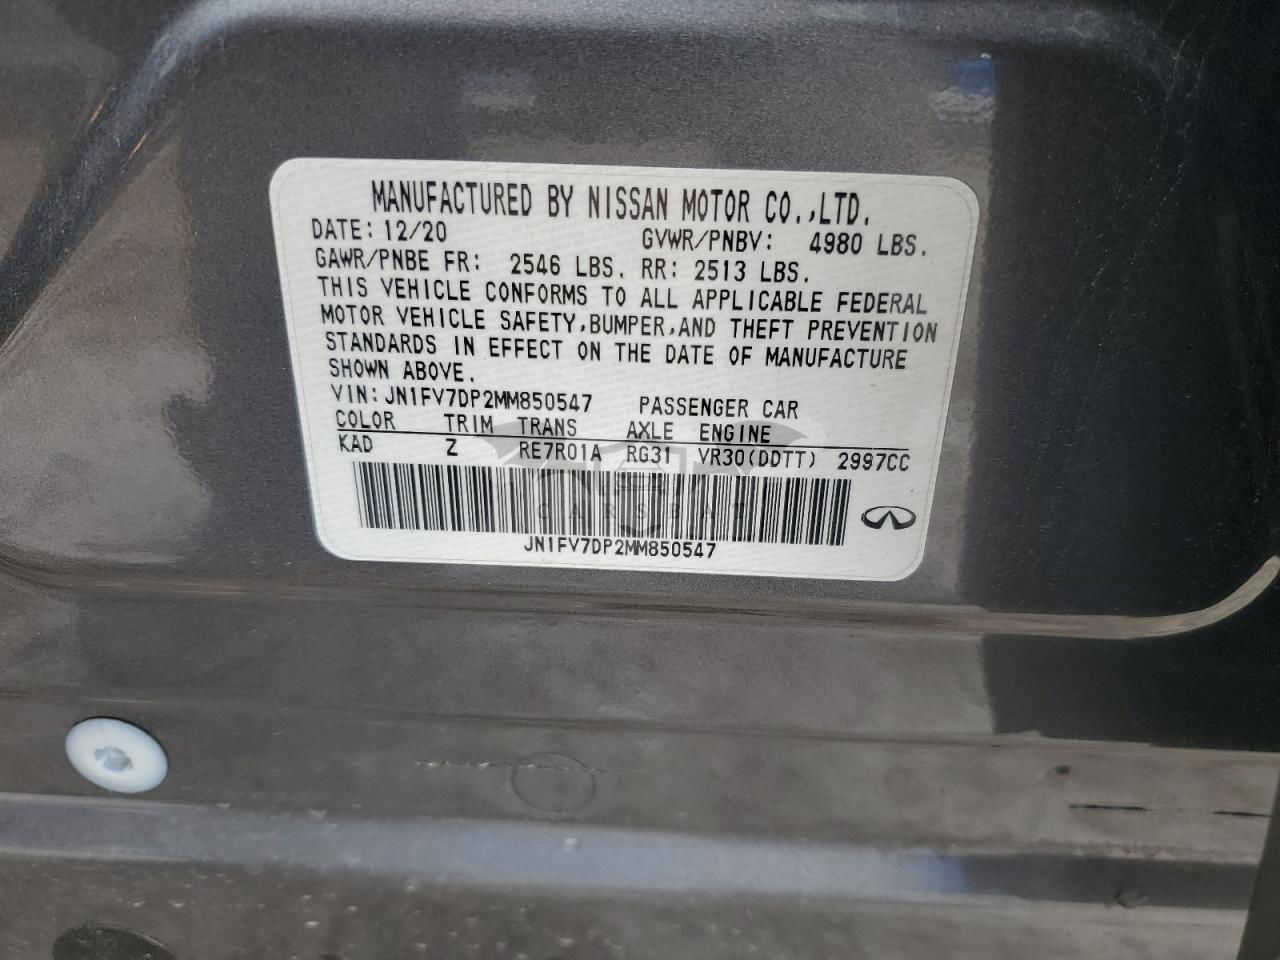 MANUFACTURED BY NISSAN MOTOR CO.,LTD.
DATE: 12/20 GVWR/PNBV: 4980 LBS.
GAWR/PNBE FR: 2546 LBS. RR: 2513 LBS.
THIS VEHICLE CONFORMS TO ALL APPLICABLE FEDERAL
MOTOR VEHICLE SAFETY,BUMPER,AND THEFT PREVENTION
STANDARDS IN EFFECT ON THE DATE OF MANUFACTURE
SHOWN ABOVE.
VIN: JN1FV7DP2MM850547 PASSENGER CAR
COLOR TRIM TRANS AXLE ENGINE
KAD Z RE7R01A RG31 VR30(DDTT) 2997CC
CARSBAT
JN1FV7DP2MM850547